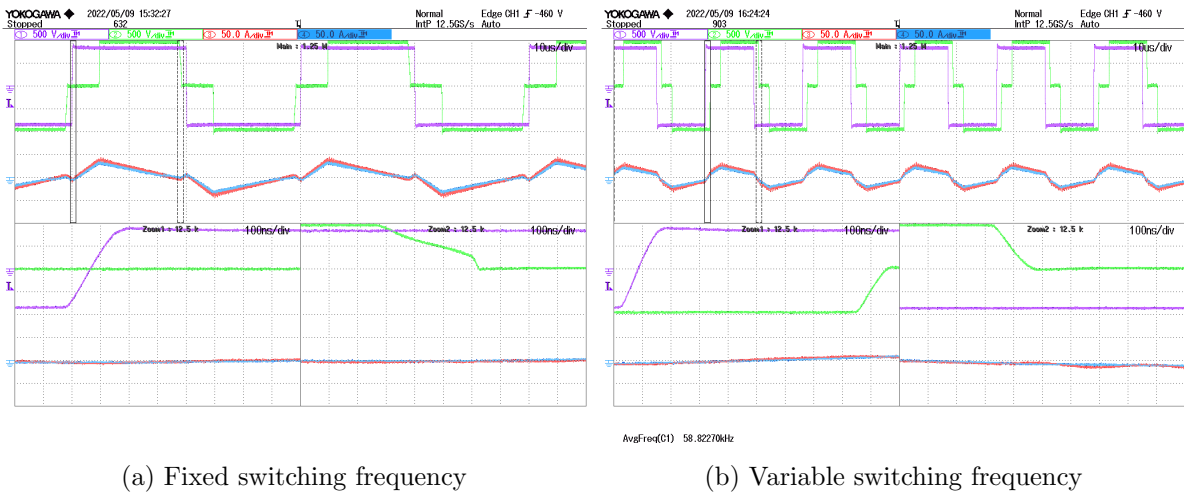 YOKOGAWA ◆ 2022/05/09 15:32:27 Normal Edge CH1 -460 V
Stopped 632 IntP 12.5GS/s Auto
500 V/div 500 V/div 50.0 A/div 50.0 A/div
Main : 1.25 M 10us/div
Zoom1 : 12.5 k 100ns/div Zoom2 : 12.5 k 100ns/div
YOKOGAWA ◆ 2022/05/09 16:24:24 Normal Edge CH1 -460 V
Stopped 903 IntP 12.5GS/s Auto
500 V/div 500 V/div 50.0 A/div 50.0 A/div
Main : 1.25 M 10us/div
Zoom1 : 12.5 k 100ns/div Zoom2 : 12.5 k 100ns/div
AvgFreq(C1) 58.82270kHz
(a) Fixed switching frequency
(b) Variable switching frequency